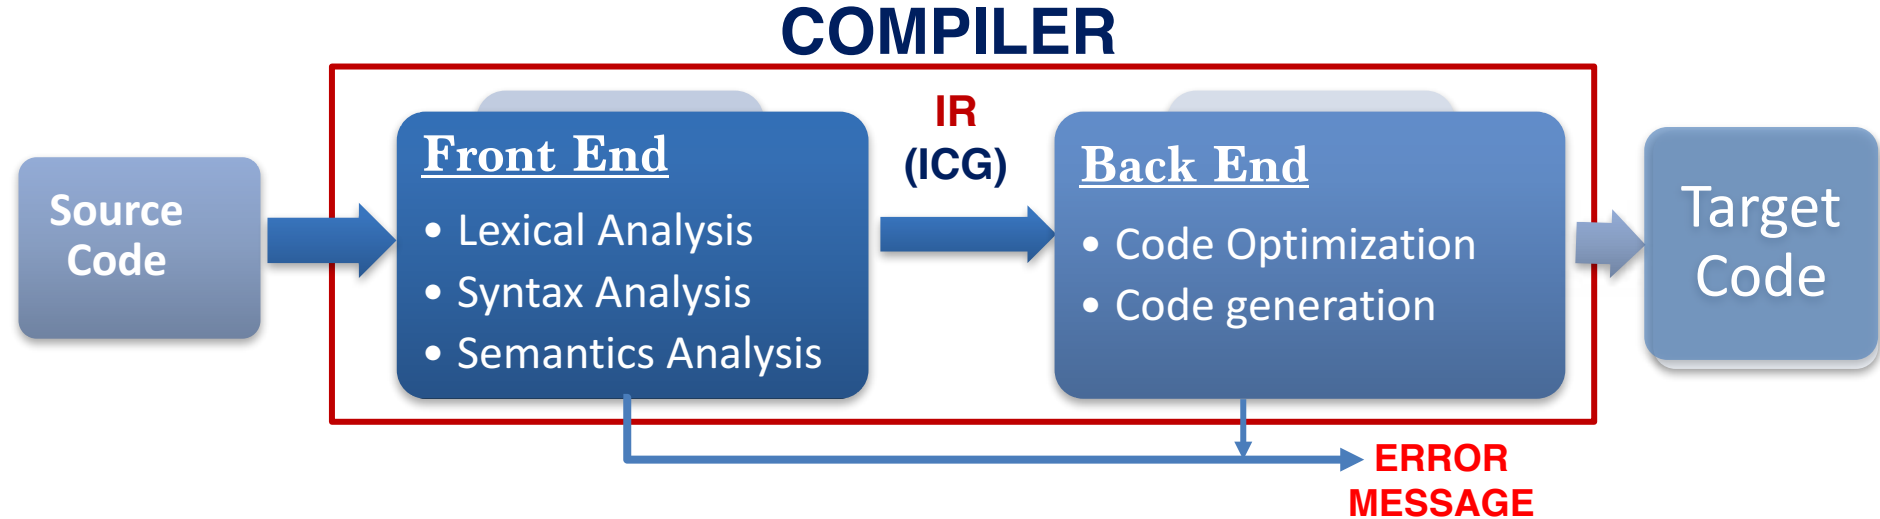 COMPILER
Source
Code
Front End
• Lexical Analysis
• Syntax Analysis
• Semantics Analysis
IR
(ICG)
Back End
• Code Optimization
• Code generation
Target
Code
ERROR
MESSAGE